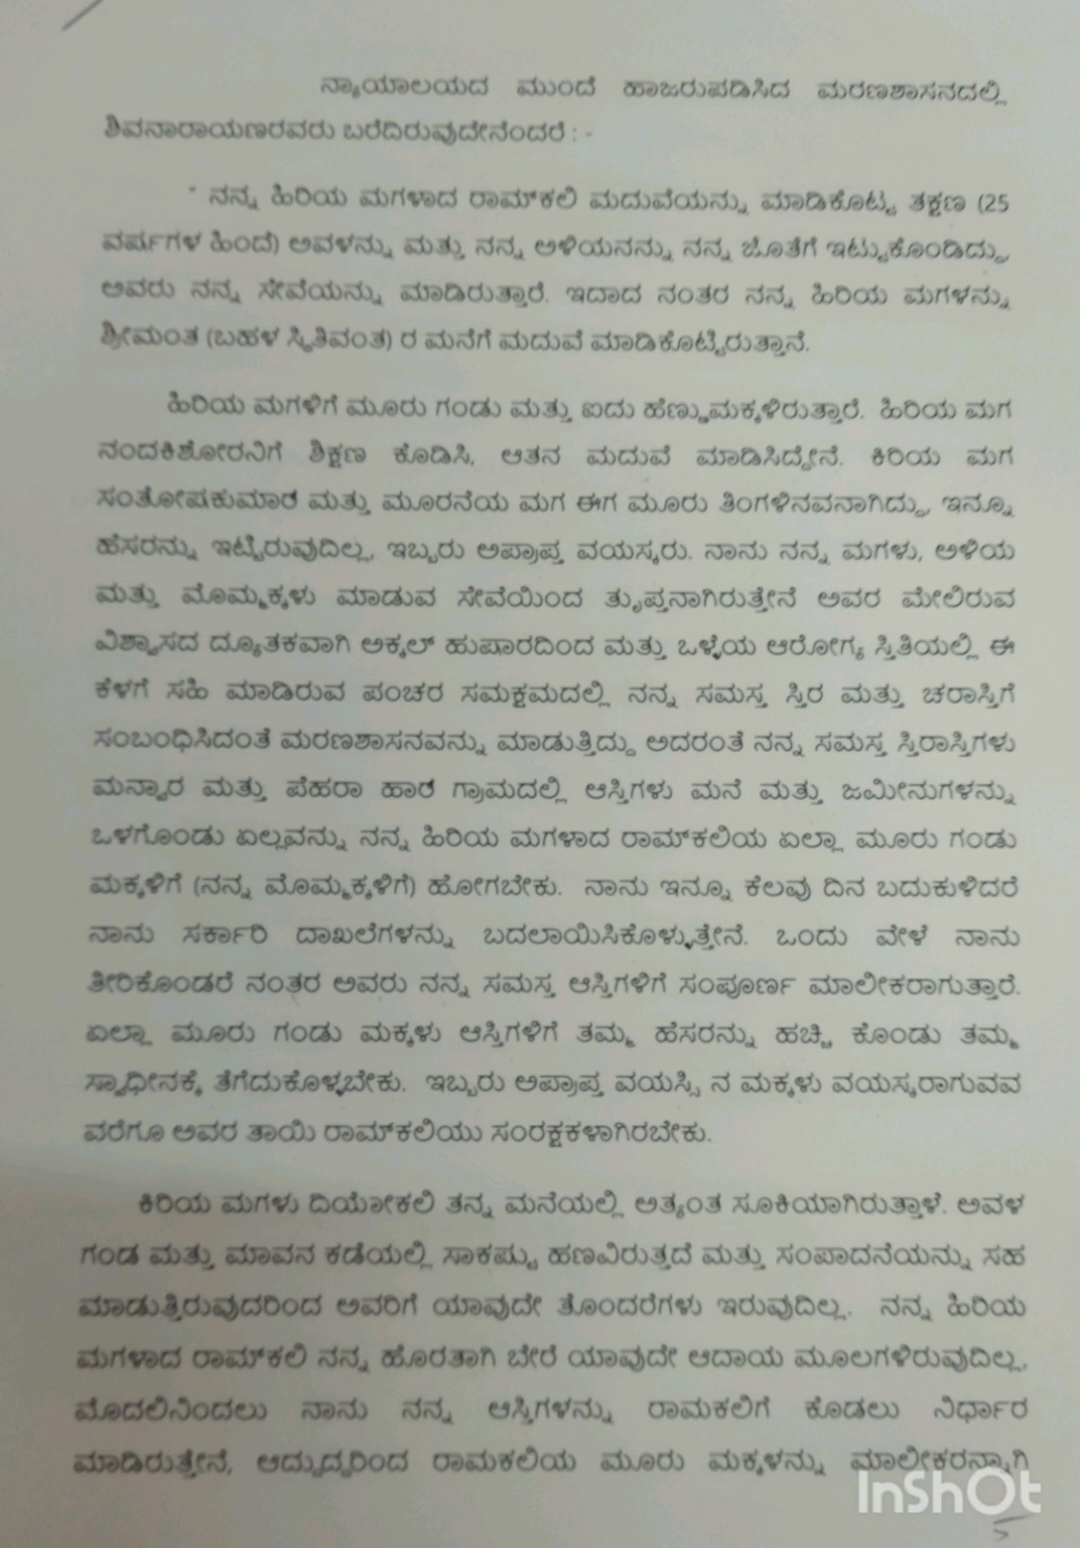 ನ್ಯಾಯಾಲಯದ ಮುಂದೆ ಹಾಜರುಪಡಿಸಿದ ಮರಣಶಾಸನದಲ್ಲಿ
ಶಿವನಾರಾಯಣರವರು ಬರೆದಿರುವುದೇನೆಂದರೆ : -
" ನನ್ನ ಹಿರಿಯ ಮಗಳಾದ ರಾಮ್‌ಕಲಿ ಮದುವೆಯನ್ನು ಮಾಡಿಕೊಟ್ಟ ತಕ್ಷಣ (25
ವರ್ಷಗಳ ಹಿಂದೆ) ಅವಳನ್ನು ಮತ್ತು ನನ್ನ ಅಳಿಯನನ್ನು ನನ್ನ ಜೊತೆಗೆ ಇಟ್ಟುಕೊಂಡಿದ್ದು,
ಅವರು ನನ್ನ ಸೇವೆಯನ್ನು ಮಾಡಿರುತ್ತಾರೆ. ಇದಾದ ನಂತರ ನನ್ನ ಹಿರಿಯ ಮಗಳನ್ನು
ಶ್ರೀಮಂತ (ಬಹಳ ಸ್ಥಿತಿವಂತ) ರ ಮನೆಗೆ ಮದುವೆ ಮಾಡಿಕೊಟ್ಟಿರುತ್ತಾನೆ.
ಹಿರಿಯ ಮಗಳಿಗೆ ಮೂರು ಗಂಡು ಮತ್ತು ಐದು ಹೆಣ್ಣುಮಕ್ಕಳಿರುತ್ತಾರೆ. ಹಿರಿಯ ಮಗ
ನಂದಕಿಶೋರನಿಗೆ ಶಿಕ್ಷಣ ಕೊಡಿಸಿ, ಆತನ ಮದುವೆ ಮಾಡಿಸಿದ್ದೇನೆ. ಕಿರಿಯ ಮಗ
ಸಂತೋಷಕುಮಾರ ಮತ್ತು ಮೂರನೆಯ ಮಗ ಈಗ ಮೂರು ತಿಂಗಳಿನವನಾಗಿದ್ದು, ಇನ್ನೂ
ಹೆಸರನ್ನು ಇಟ್ಟಿರುವುದಿಲ್ಲ, ಇಬ್ಬರು ಅಪ್ರಾಪ್ತ ವಯಸ್ಕರು. ನಾನು ನನ್ನ ಮಗಳು, ಅಳಿಯ
ಮತ್ತು ಮೊಮ್ಮಕ್ಕಳು ಮಾಡುವ ಸೇವೆಯಿಂದ ತೃಪ್ತನಾಗಿರುತ್ತೇನೆ ಅವರ ಮೇಲಿರುವ
ವಿಶ್ವಾಸದ ದ್ಯೂತಕವಾಗಿ ಅಕ್ಕಲ್ ಹುಪಾರದಿಂದ ಮತ್ತು ಒಳ್ಳೆಯ ಆರೋಗ್ಯ ಸ್ತಿತಿಯಲ್ಲಿ ಈ
ಕೆಳಗೆ ಸಹಿ ಮಾಡಿರುವ ಪಂಚರ ಸಮಕ್ಷಮದಲ್ಲಿ ನನ್ನ ಸಮಸ್ತ ಸ್ತಿರ ಮತ್ತು ಚರಾಸ್ತಿಗೆ
ಸಂಬಂಧಿಸಿದಂತೆ ಮರಣಶಾಸನವನ್ನು ಮಾಡುತ್ತಿದ್ದು ಅದರಂತೆ ನನ್ನ ಸಮಸ್ತ ಸ್ತಿರಾಸ್ತಿಗಳು
ಮನ್ವಾರ ಮತ್ತು ಪೆಹರಾ ಹಾರ ಗ್ರಾಮದಲ್ಲಿ ಆಸ್ತಿಗಳು ಮನೆ ಮತ್ತು ಜಮೀನುಗಳನ್ನು
ಒಳಗೊಂಡು ಏಲ್ಲವನ್ನು ನನ್ನ ಹಿರಿಯ ಮಗಳಾದ ರಾಮ್‌ಕಲಿಯ ಏಲ್ಲಾ ಮೂರು ಗಂಡು
ಮಕ್ಕಳಿಗೆ (ನನ್ನ ಮೊಮ್ಮಕ್ಕಳಿಗೆ) ಹೋಗಬೇಕು. ನಾನು ಇನ್ನೂ ಕೆಲವು ದಿನ ಬದುಕುಳಿದರೆ
ನಾನು ಸರ್ಕಾರಿ ದಾಖಲೆಗಳನ್ನು ಬದಲಾಯಿಸಿಕೊಳ್ಳುತ್ತೇನೆ. ಒಂದು ವೇಳೆ ನಾನು
ತೀರಿಕೊಂಡರೆ ನಂತರ ಅವರು ನನ್ನ ಸಮಸ್ತ ಆಸ್ತಿಗಳಿಗೆ ಸಂಪೂರ್ಣ ಮಾಲೀಕರಾಗುತ್ತಾರೆ.
ಏಲ್ಲಾ ಮೂರು ಗಂಡು ಮಕ್ಕಳು ಆಸ್ತಿಗಳಿಗೆ ತಮ್ಮ ಹೆಸರನ್ನು ಹಚ್ಚಿ ಕೊಂಡು ತಮ್ಮ
ಸ್ವಾಧೀನಕ್ಕೆ ತೆಗೆದುಕೊಳ್ಳಬೇಕು. ಇಬ್ಬರು ಅಪ್ರಾಪ್ತ ವಯಸ್ಸಿ ನ ಮಕ್ಕಳು ವಯಸ್ಕರಾಗುವವ
ವರೆಗೂ ಅವರ ತಾಯಿ ರಾಮ್‌ಕಲಿಯು ಸಂರಕ್ಷಕಳಾಗಿರಬೇಕು.
ಕಿರಿಯ ಮಗಳು ದಿಯೋಕಲಿ ತನ್ನ ಮನೆಯಲ್ಲಿ ಅತ್ಯಂತ ಸೂಕಿಯಾಗಿರುತ್ತಾಳೆ. ಅವಳ
ಗಂಡ ಮತ್ತು ಮಾವನ ಕಡೆಯಲ್ಲಿ ಸಾಕಷ್ಟು ಹಣವಿರುತ್ತದೆ ಮತ್ತು ಸಂಪಾದನೆಯನ್ನು ಸಹ
ಮಾಡುತ್ತಿರುವುದರಿಂದ ಅವರಿಗೆ ಯಾವುದೇ ತೊಂದರೆಗಳು ಇರುವುದಿಲ್ಲ. ನನ್ನ ಹಿರಿಯ
ಮಗಳಾದ ರಾಮ್‌ಕಲಿ ನನ್ನ ಹೊರತಾಗಿ ಬೇರೆ ಯಾವುದೇ ಆದಾಯ ಮೂಲಗಳಿರುವುದಿಲ್ಲ,
ಮೊದಲಿನಿಂದಲು ನಾನು ನನ್ನ ಆಸ್ತಿಗಳನ್ನು ರಾಮಕಲಿಗೆ ಕೊಡಲು ನಿರ್ಧಾರ
ಮಾಡಿರುತ್ತೇನೆ, ಆದ್ದುದ್ದರಿಂದ ರಾಮಕಲಿಯ ಮೂರು ಮಕ್ಕಳನ್ನು ಮಾಲೀಕರನ್ನಾಗಿ
InShOt